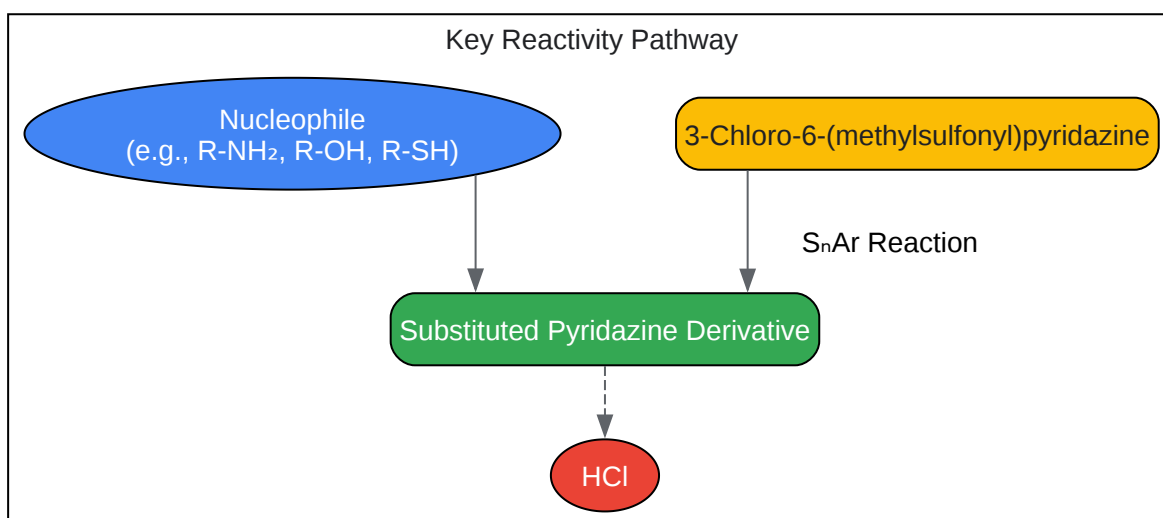 Key Reactivity Pathway
Nucleophile
(e.g., R-NH₂, R-OH, R-SH)
3-Chloro-6-(methylsulfonyl)pyridazine
SₙAr Reaction
Substituted Pyridazine Derivative
HCl